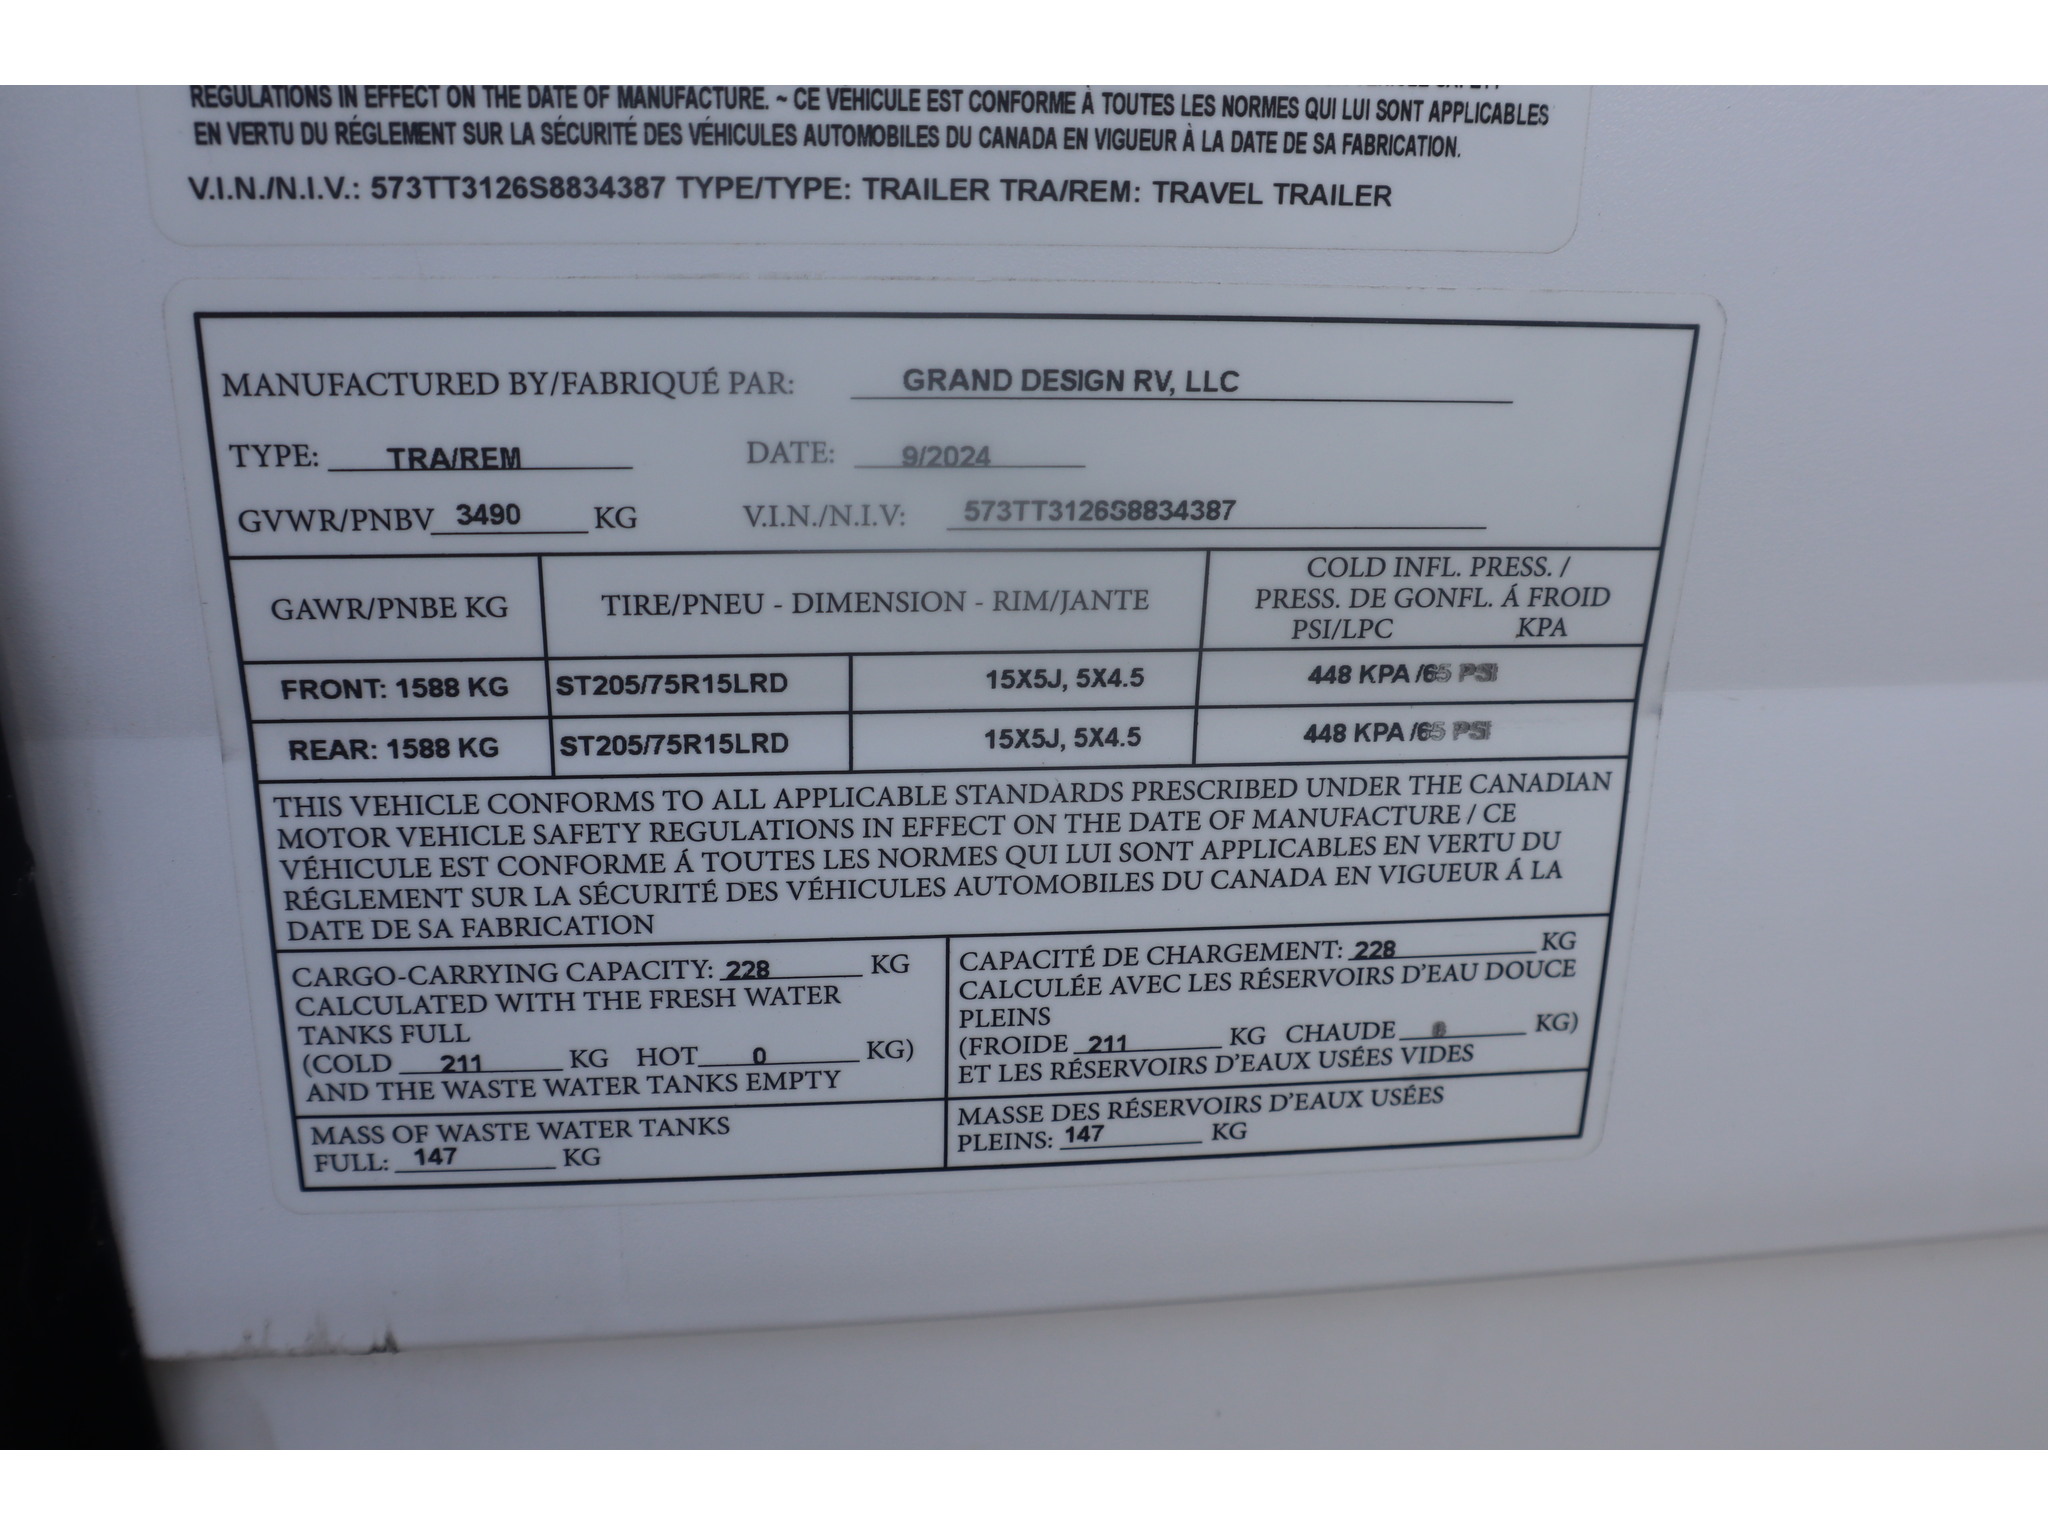 REGULATIONS IN EFFECT ON THE DATE OF MANUFACTURE. ~ CE VÉHICULE EST CONFORME À TOUTES LES NORMES QUI LUI SONT APPLICABLES
EN VERTU DU RÉGLEMENT SUR LA SÉCURITÉ DES VÉHICULES AUTOMOBILES DU CANADA EN VIGUEUR À LA DATE DE SA FABRICATION.
V.I.N./N.I.V.: 573TT3126S8834387 TYPE/TYPE: TRAILER TRA/REM: TRAVEL TRAILER
MANUFACTURED BY/FABRIQUÉ PAR: GRAND DESIGN RV, LLC
TYPE: TRA/REM DATE: 9/2024
GVWR/PNBV 3490 KG V.I.N./N.I.V: 573TT3126S8834387
GAWR/PNBE KG
TIRE/PNEU - DIMENSION - RIM/JANTE
COLD INFL. PRESS. /
PRESS. DE GONFL. Á FROID
PSI/LPC KPA
FRONT: 1588 KG ST205/75R15LRD 15X5J, 5X4.5 448 KPA /65 PSI
REAR: 1588 KG ST205/75R15LRD 15X5J, 5X4.5 448 KPA /65 PSI
THIS VEHICLE CONFORMS TO ALL APPLICABLE STANDARDS PRESCRIBED UNDER THE CANADIAN
MOTOR VEHICLE SAFETY REGULATIONS IN EFFECT ON THE DATE OF MANUFACTURE / CE
VÉHICULE EST CONFORME Á TOUTES LES NORMES QUI LUI SONT APPLICABLES EN VERTU DU
RÉGLEMENT SUR LA SÉCURITÉ DES VÉHICULES AUTOMOBILES DU CANADA EN VIGUEUR Á LA
DATE DE SA FABRICATION
CARGO-CARRYING CAPACITY: 228 KG
CALCULATED WITH THE FRESH WATER
TANKS FULL
(COLD 211 KG HOT 0 KG)
AND THE WASTE WATER TANKS EMPTY
CAPACITÉ DE CHARGEMENT: 228 KG
CALCULÉE AVEC LES RÉSERVOIRS D'EAU DOUCE
PLEINS
(FROIDE 211 KG CHAUDE KG)
ET LES RÉSERVOIRS D'EAUX USÉES VIDES
MASS OF WASTE WATER TANKS
FULL: 147 KG
MASSE DES RÉSERVOIRS D'EAUX USÉES
PLEINS: 147 KG